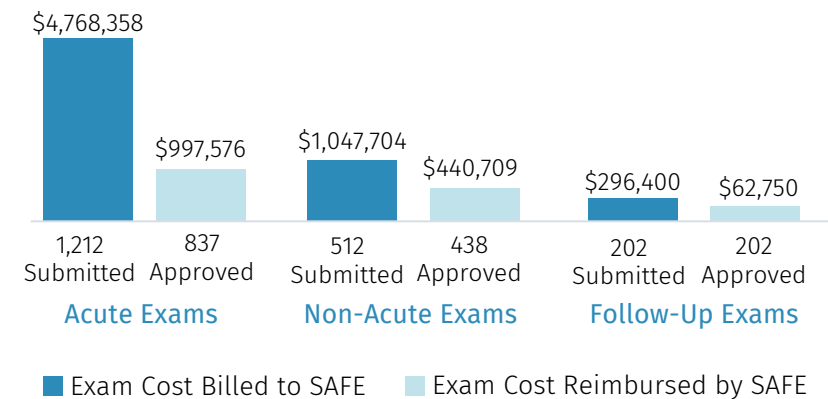 $4,768,358
$997,576
$1,047,704
$440,709
$296,400
$62,750
1,212 Submitted
837 Approved
512 Submitted
438 Approved
202 Submitted
202 Approved
Acute Exams
Non-Acute Exams
Follow-Up Exams
Exam Cost Billed to SAFE
Exam Cost Reimbursed by SAFE